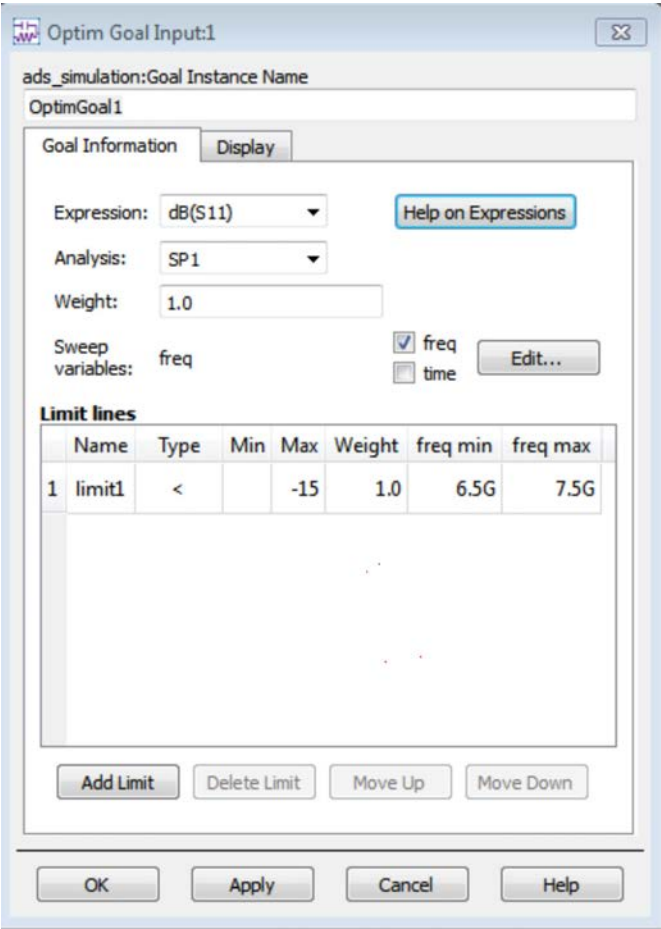 Optim Goal Input:1
ads_simulation:Goal Instance Name
OptimGoal1
Goal Information Display
Expression: dB(S11) Help on Expressions
Analysis: SP1
Weight: 1.0
Sweep variables: freq freq Edit...
time
Limit lines
Name Type Min Max Weight freq min freq max
1 limit1 < -15 1.0 6.5G 7.5G
Add Limit Delete Limit Move Up Move Down
OK Apply Cancel Help